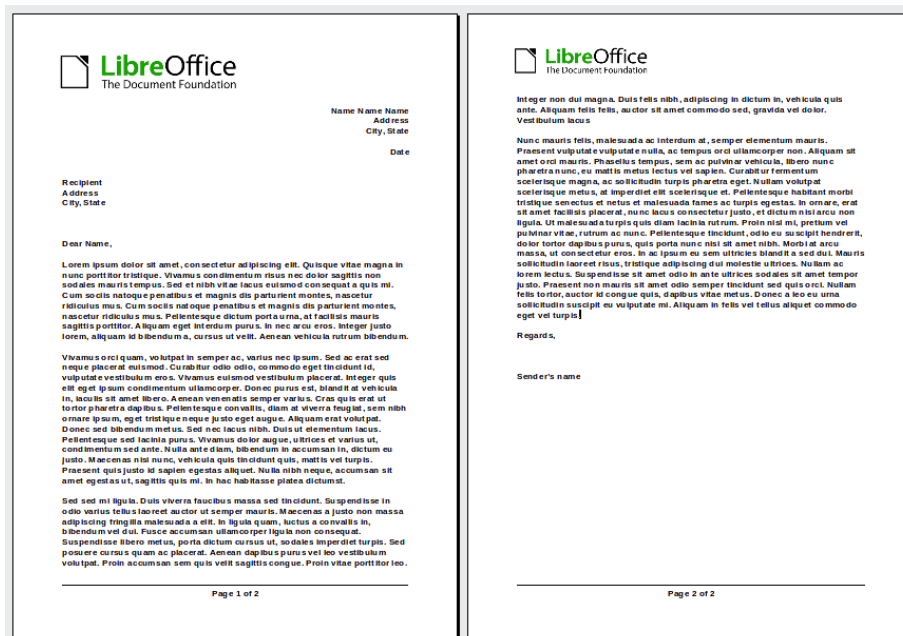 LibreOffice
The Document Foundation
Name Name Name
Address
City, State
Date
Recipient
Address
City, State
Dear Name,
Lorem ipsum dolor sit amet, consectetur adipiscing elit. Quisque vitae magna in
nunc porttitor tristique. Vivamus condimentum risus nec dolor sagittis non
sodales mauris tempus. Sed et nibh vitae lacus euismod consequat a quis mi.
Cum sociis natoque penatibus et magnis dis parturient montes, nascetur
ridiculus mus. Cum sociis natoque penatibus et magnis dis parturient montes,
nascetur ridiculus mus. Pellentesque dictum porta urna, at facilisis mauris
sagittis porttitor. Aliquam eget interdum purus. In nec arcu eros. Integer justo
lorem, aliquam id bibendum a, cursus ut velit. Aenean vehicula rutrum bibendum.
Vivamus orci quam, volutpat in semper ac, varius nec ipsum. Sed ac erat sed
neque placerat euismod. Curabitur odio odio, commodo eget tincidunt id,
vulputate vestibulum eros. Vivamus euismod vestibulum placerat. Integer quis
elit eget ipsum condimentum ullamcorper. Donec purus est, blandit at vehicula
in, iaculis sit amet libero. Aenean venenatis semper varius. Cras quis erat ut
tortor pharetra dapibus. Pellentesque convallis, diam at viverra feugiat, sem nibh
ornare ipsum, eget tristique neque justo eget augue. Aliquam erat volutpat.
Donec sed bibendum metus. Sed nec lacus nibh. Duis ut elementum lacus.
Pellentesque sed lacinia purus. Vivamus dolor augue, ultrices et varius ut,
condimentum sed ante. Nulla ante diam, bibendum in accumsan in, dictum eu
justo. Maecenas nisi nunc, vehicula quis tincidunt quis, mattis vel turpis.
Praesent quis justo id sapien egestas aliquet. Nulla nibh neque, accumsan sit
amet egestas ut, sagittis quis mi. In hac habitasse platea dictumst.
Sed sed mi ligula. Duis viverra faucibus massa sed tincidunt. Suspendisse in
odio varius tellus laoreet auctor ut semper mauris. Maecenas a justo non massa
adipiscing fringilla malesuada a elit. In ligula quam, luctus a convallis in,
bibendum vel dui. Fusce accumsan ullamcorper ligula non consequat.
Suspendisse libero metus, porta dictum cursus ut, sodales imperdiet turpis. Sed
posuere cursus quam ac placerat. Aenean dapibus purus vel leo vestibulum
volutpat. Proin accumsan sem quis velit sagittis congue. Proin vitae porttitor leo.
Page 1 of 2
LibreOffice
The Document Foundation
Integer non dui magna. Duis felis nibh, adipiscing in dictum in, vehicula quis
ante. Aliquam felis felis, auctor sit amet commodo sed, gravida vel dolor.
Vestibulum lacus
Nunc mauris felis, malesuada ac interdum at, semper elementum mauris.
Praesent vulputate vulputate nulla, ac tempus orci ullamcorper non. Aliquam sit
amet orci mauris. Phasellus tempus, sem ac pulvinar vehicula, libero nunc
pharetra nunc, eu mattis metus lectus vel sapien. Curabitur fermentum
scelerisque magna, ac sollicitudin turpis pharetra eget. Nullam volutpat
scelerisque metus, at imperdiet elit scelerisque et. Pellentesque habitant morbi
tristique senectus et netus et malesuada fames ac turpis egestas. In ornare, erat
sit amet facilisis placerat, nunc lacus consectetur justo, et dictum nisi arcu non
ligula. Ut malesuada turpis quis diam lacinia rutrum. Proin nisl mi, pretium vel
pulvinar vitae, rutrum ac nunc. Pellentesque tincidunt, odio eu suscipit hendrerit,
dolor tortor dapibus purus, quis porta nunc nisi sit amet nibh. Morbi at arcu
massa, ut consectetur eros. In ac ipsum eu sem ultricies blandit a sed dui. Mauris
sollicitudin laoreet risus, tristique adipiscing dui molestie ultrices. Nullam ac
lorem lectus. Suspendisse sit amet odio in ante ultrices sodales sit amet tempor
justo. Praesent non mauris sit amet odio semper tincidunt sed quis orci. Nullam
felis tortor, auctor id congue quis, dapibus vitae metus. Donec a leo eu urna
sollicitudin suscipit eu vulputate mi. Aliquam in felis vel tellus aliquet commodo
eget vel turpis.
Regards,
Sender's name
Page 2 of 2